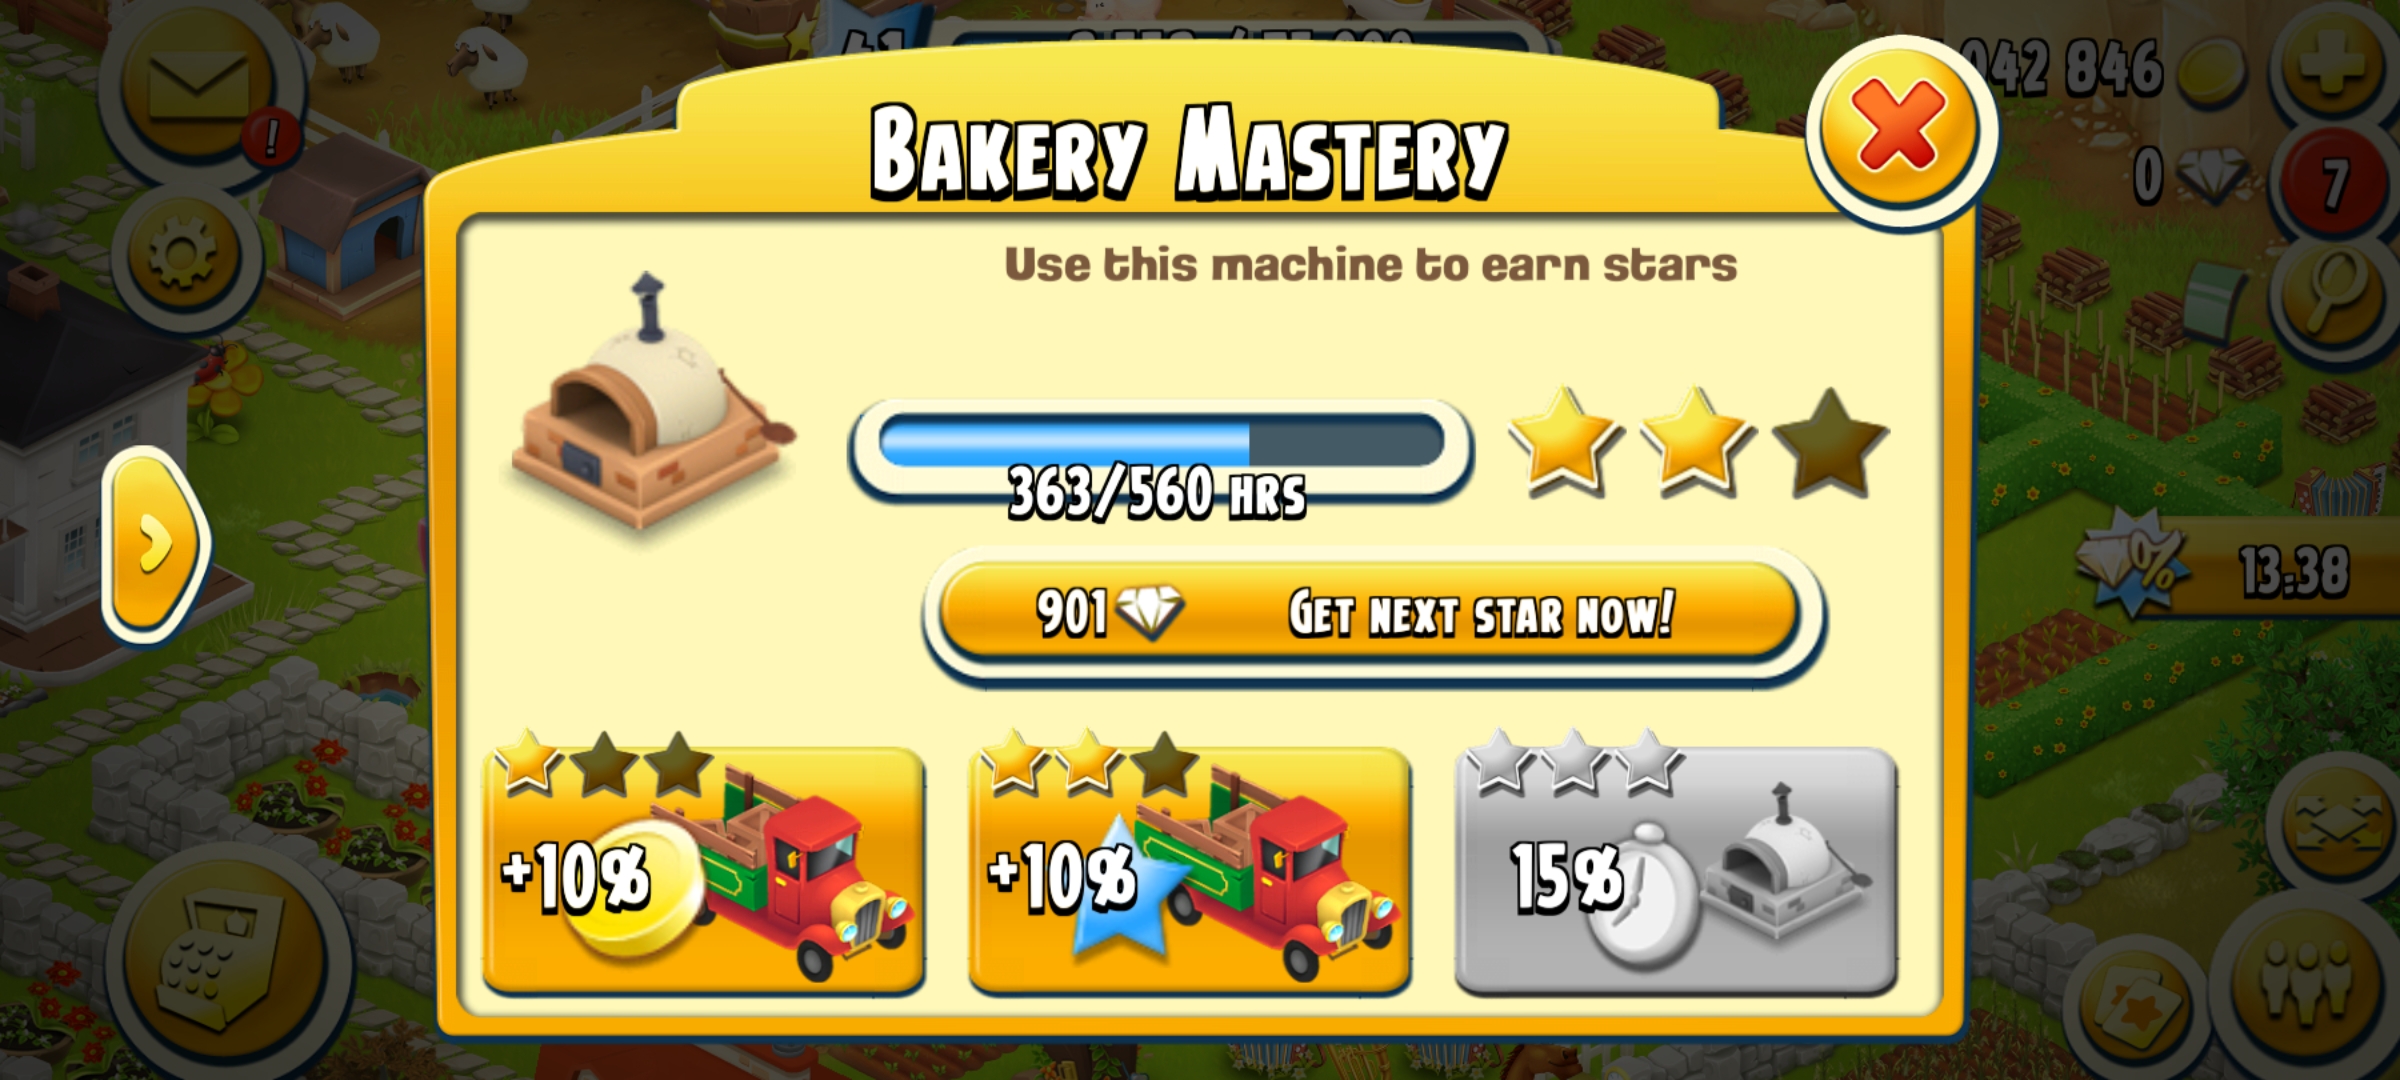 BAKERY MASTERY
Use this machine to earn stars
363/560 HRS
901
GET NEXT STAR NOW!
+10%
+10%
15%
41
042 846
0
7
!
%
13:38